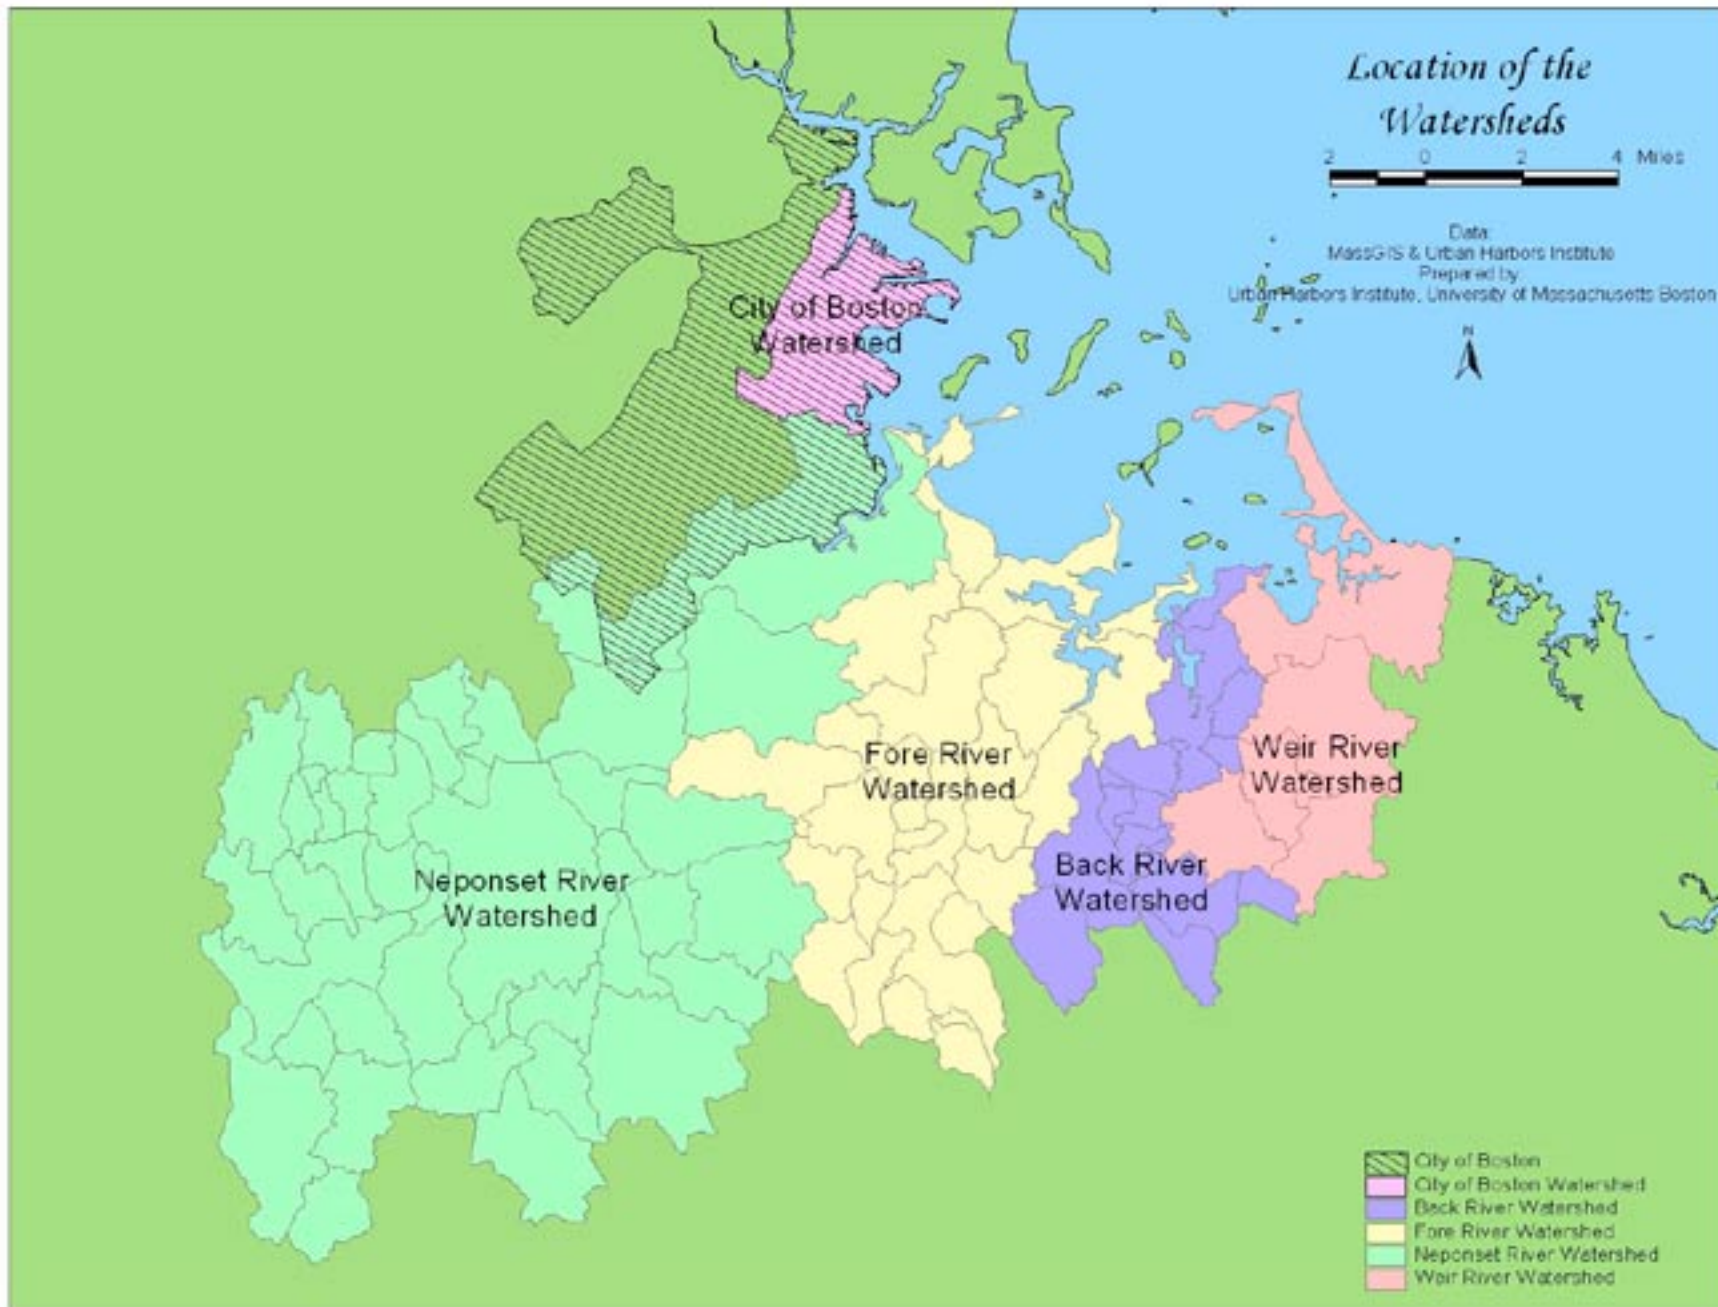 Location of the
Watersheds
2 0 2 4 Miles
Data:
MassGIS & Urban Harbors Institute
Prepared by:
Urban Harbors Institute, University of Massachusetts Boston
N
City of Boston
Watershed
Fore River
Watershed
Weir River
Watershed
Back River
Watershed
Neponset River
Watershed
City of Boston
City of Boston Watershed
Back River Watershed
Fore River Watershed
Neponset River Watershed
Weir River Watershed